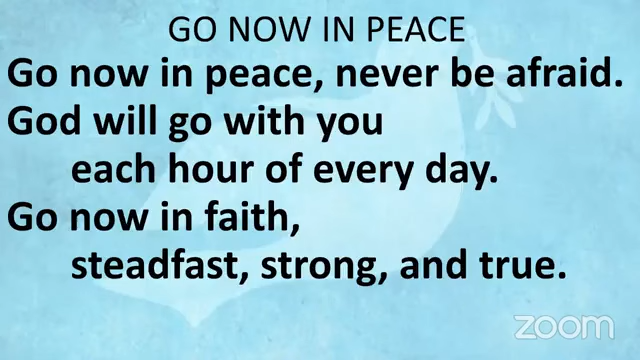 GO NOW IN PEACE
Go now in peace, never be afraid.
God will go with you
each hour of every day.
Go now in faith,
steadfast, strong, and true.
zoom